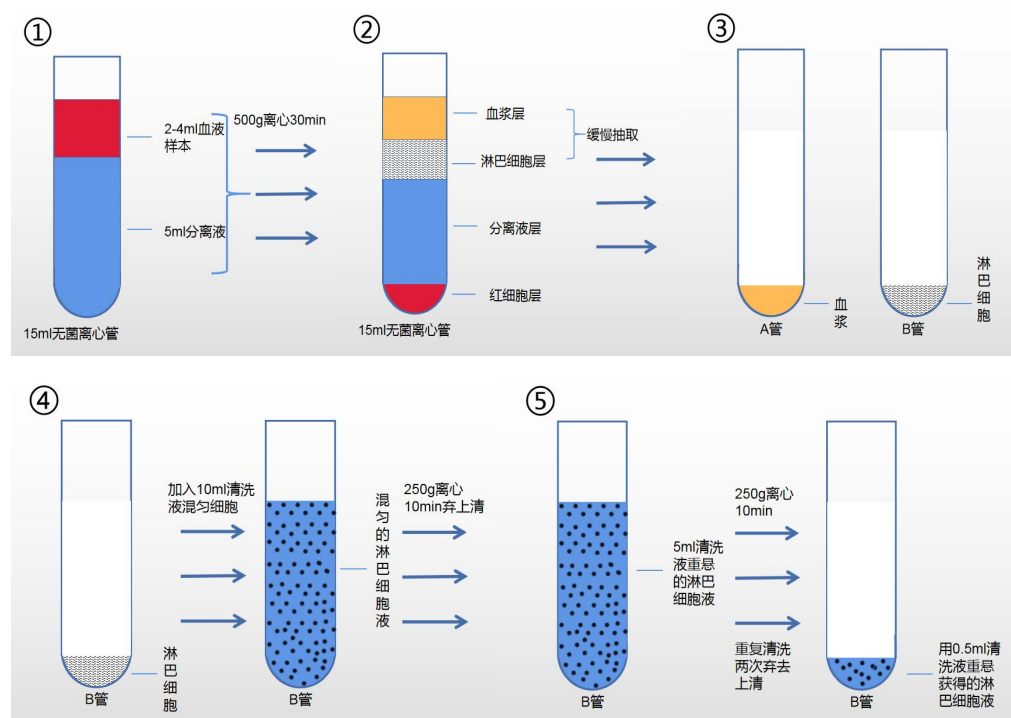 ①
2-4ml血液
样本
5ml分离液
500g离心30min
15ml无菌离心管
②
血浆层
淋巴细胞层
缓慢抽取
分离液层
红细胞层
15ml无菌离心管
③
A管
血浆
B管
淋巴细胞
④
B管
淋巴细胞
加入10ml清洗
液混匀细胞
B管
混匀的淋巴细胞液
250g离心
10min弃上清
⑤
B管
5ml清洗
液重悬
的淋巴
细胞液
250g离心
10min
重复清洗
两次弃去
上清
B管
用0.5ml清
洗液重悬
获得的淋
巴细胞液